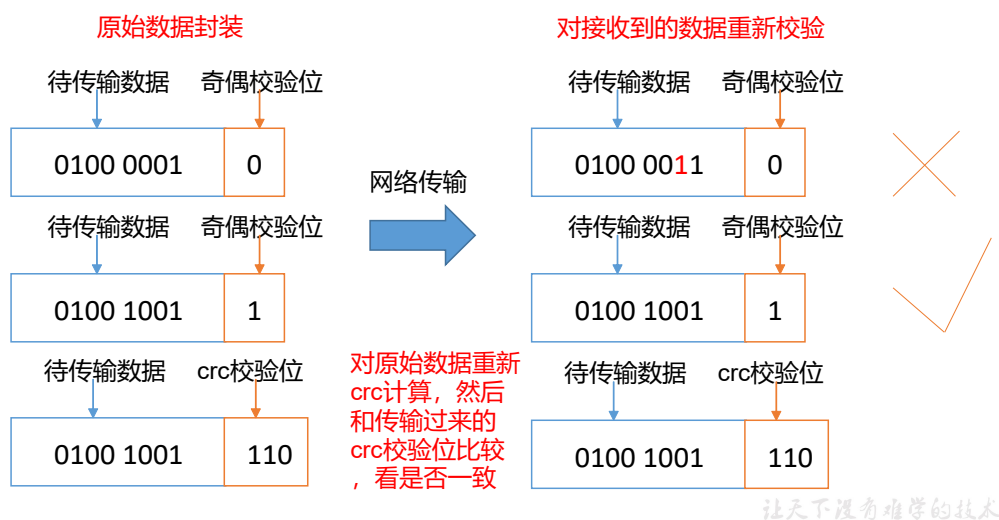 原始数据封装
对接收到的数据重新校验
待传输数据 奇偶校验位
待传输数据 奇偶校验位
0100 0001 0
0100 0011 0
网络传输
待传输数据 奇偶校验位
待传输数据 奇偶校验位
0100 1001 1
0100 1001 1
待传输数据 crc校验位
对原始数据重新
crc计算，然后
和传输过来的
crc校验位比较
，看是否一致
待传输数据 crc校验位
0100 1001 110
0100 1001 110
让天下没有难学的技术